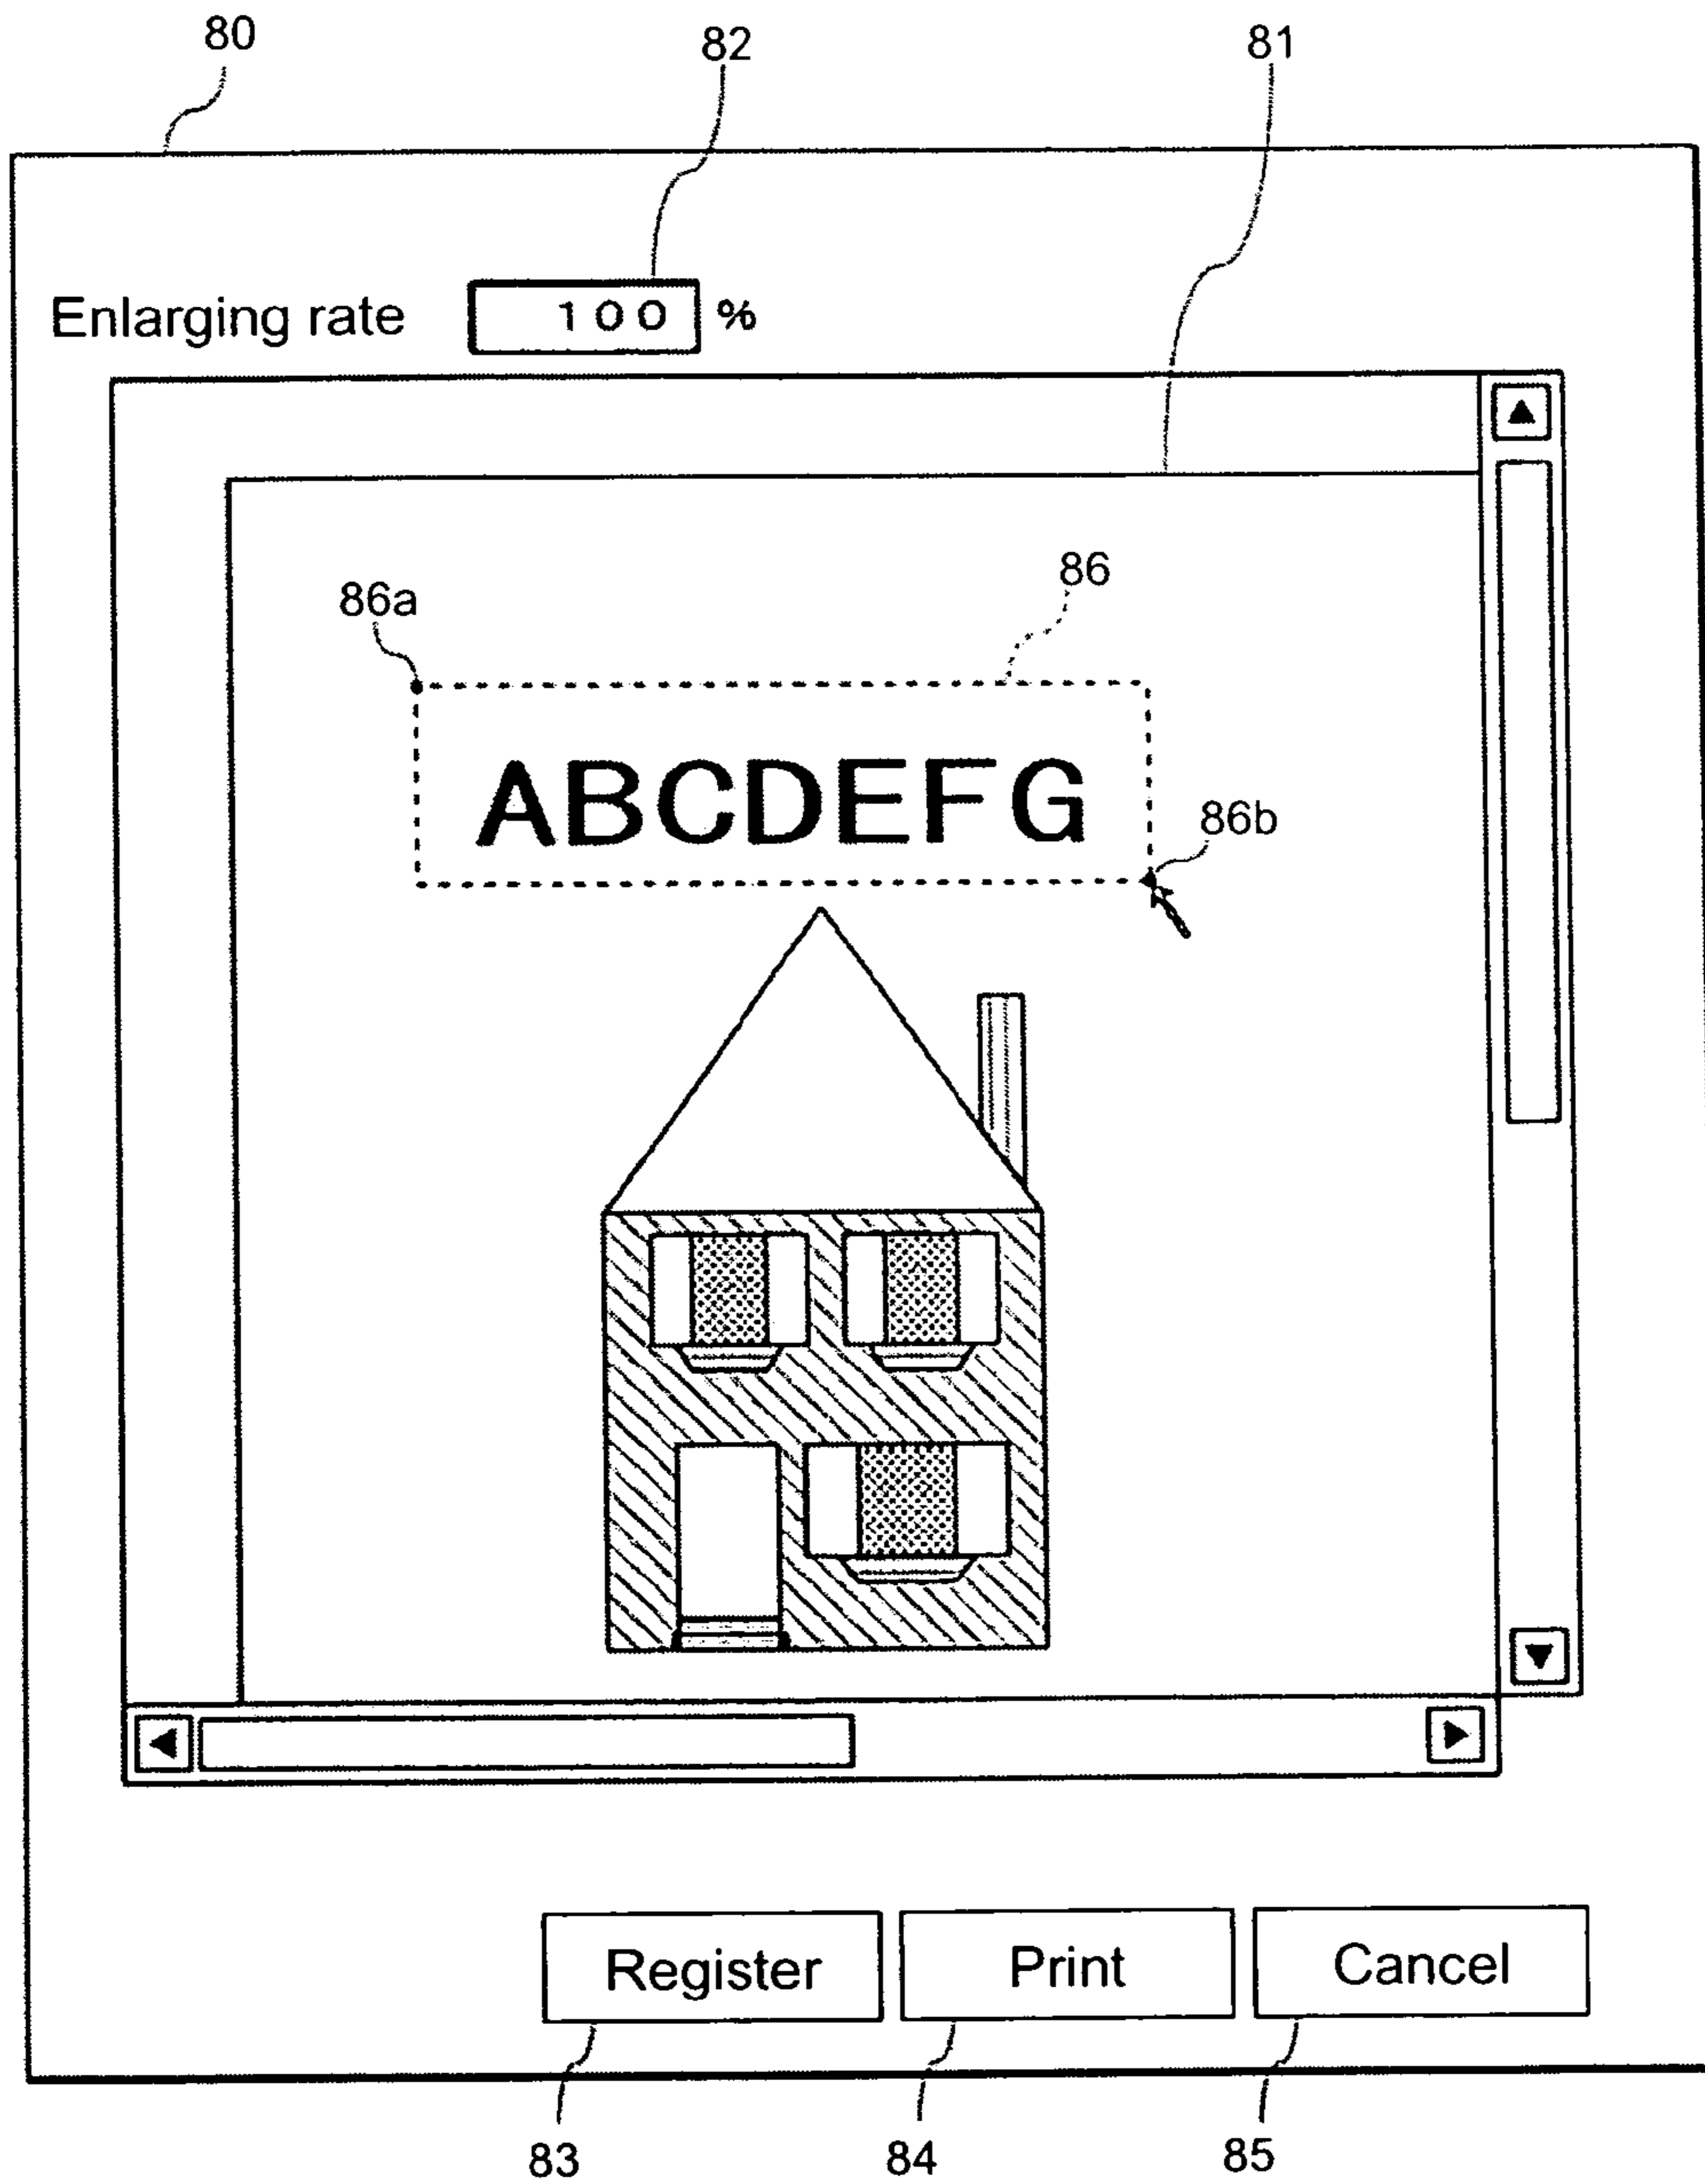 80 82 81
Enlarging rate 100 %
86
86a
ABCDEFG
86b
Register Print Cancel
83 84 85